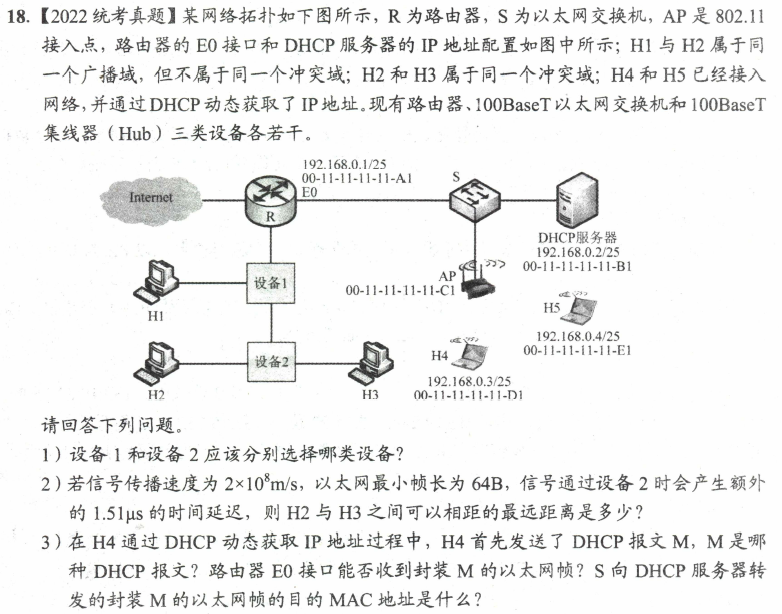 18.【2022 统考真题】某网络拓扑如下图所示，R 为路由器，S 为以太网交换机，AP 是 802.11
接入点，路由器的 E0 接口和 DHCP 服务器的 IP 地址配置如图中所示；H1 与 H2 属于同
一个广播域，但不属于同一个冲突域；H2 和 H3 属于同一个冲突域；H4 和 H5 已经接入
网络，并通过 DHCP 动态获取了 IP 地址。现有路由器、100BaseT 以太网交换机和 100BaseT
集线器（Hub）三类设备各若干。
192.168.0.1/25
00-11-11-11-11-A1
E0
S
Internet
R
DHCP服务器
192.168.0.2/25
00-11-11-11-11-B1
AP
00-11-11-11-11-C1
设备1
H1
H5
192.168.0.4/25
00-11-11-11-11-E1
设备2
H4
H2
H3
192.168.0.3/25
00-11-11-11-11-D1
请回答下列问题。
1）设备 1 和设备 2 应该分别选择哪类设备？
2）若信号传播速度为 2×10⁸m/s，以太网最小帧长为 64B，信号通过设备 2 时会产生额外
的 1.51μs 的时间延迟，则 H2 与 H3 之间可以相距的最远距离是多少？
3）在 H4 通过 DHCP 动态获取 IP 地址过程中，H4 首先发送了 DHCP 报文 M，M 是哪
种 DHCP 报文？路由器 E0 接口能否收到封装 M 的以太网帧？S 向 DHCP 服务器转
发的封装 M 的以太网帧的目的 MAC 地址是什么？